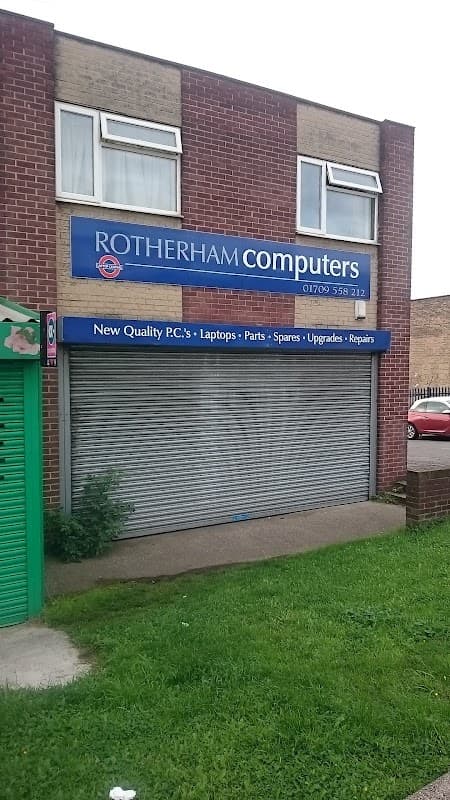 ROTHERHAM computers
01709 558 212
New Quality P.C.'s • Laptops • Parts • Spares • Upgrades • Repairs